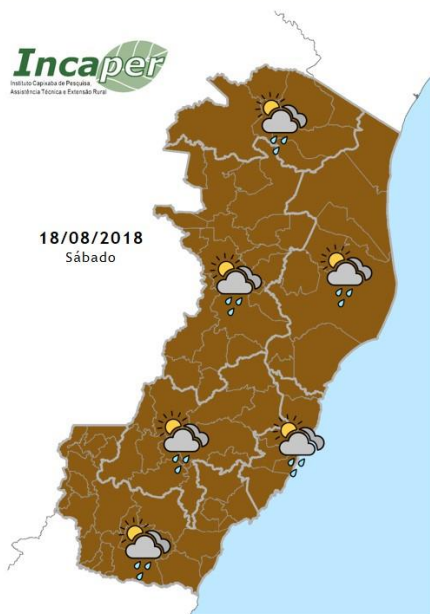 Incaper
Instituto Capixaba de Pesquisa,
Assistência Técnica e Extensão Rural
18/08/2018
Sábado